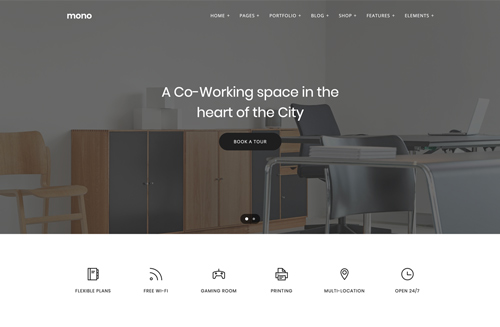 mono
HOME +
PAGES +
PORTFOLIO +
BLOG +
SHOP +
FEATURES +
ELEMENTS +
A Co-Working space in the
heart of the City
BOOK A TOUR
FLEXIBLE PLANS
FREE WI-FI
GAMING ROOM
PRINTING
MULTI-LOCATION
OPEN 24/7